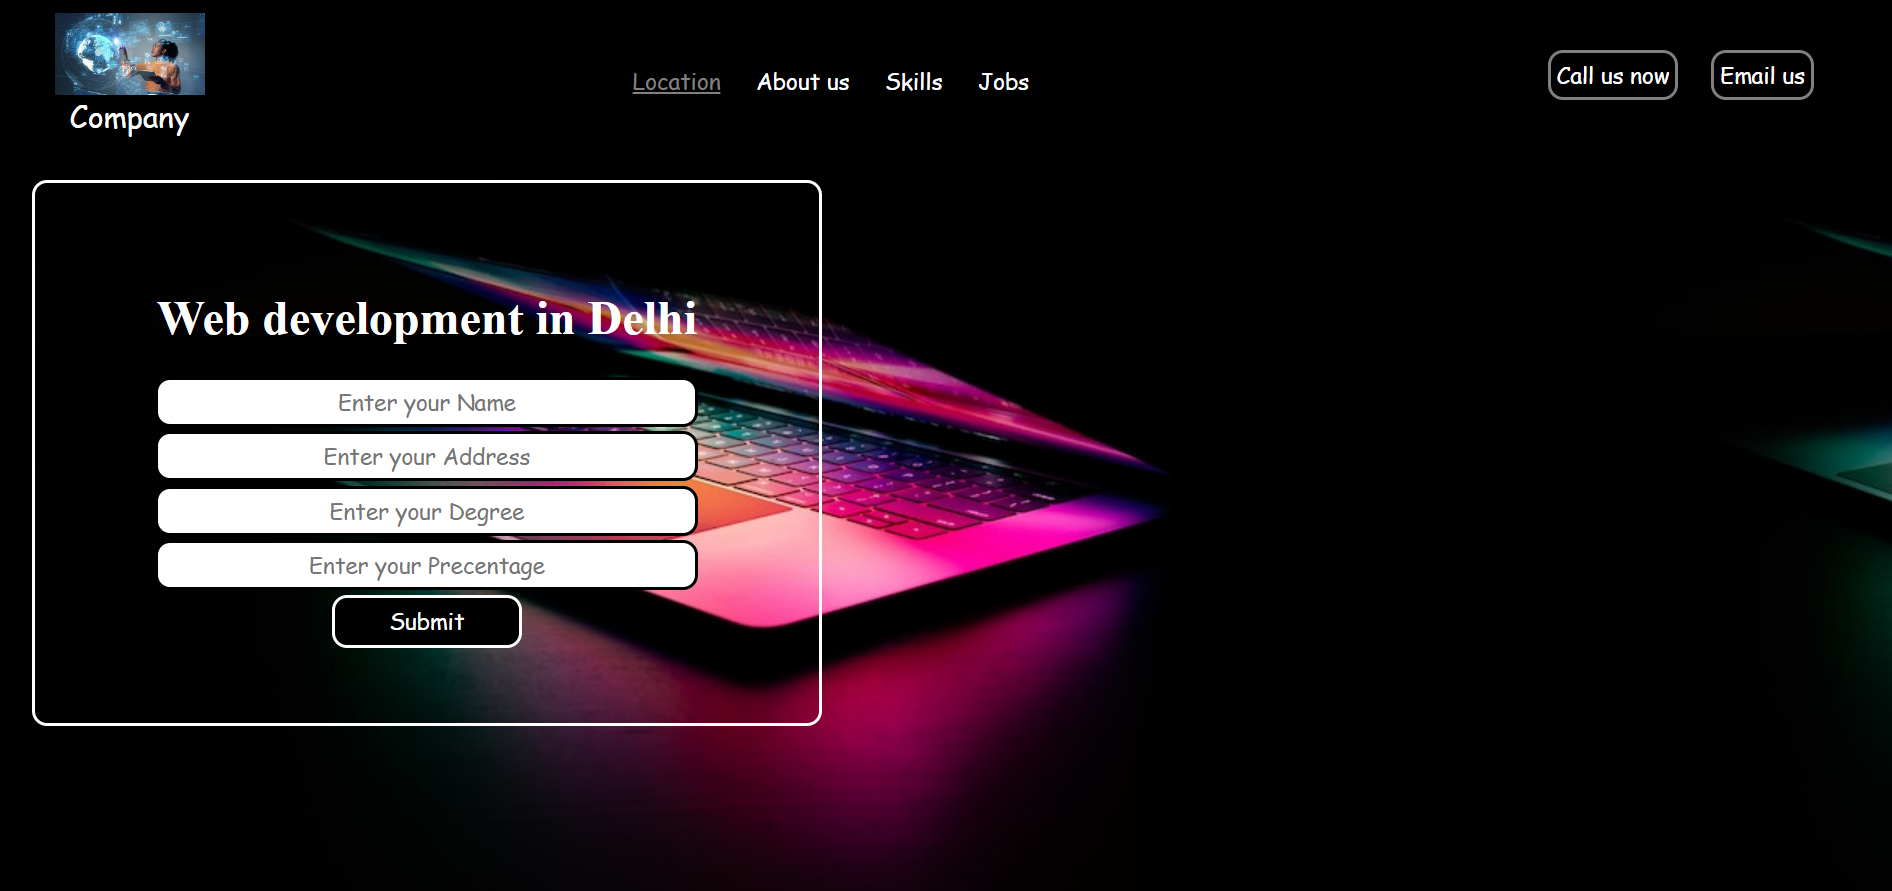 Company
Location About us Skills Jobs
Call us now Email us
Web development in Delhi
Enter your Name
Enter your Address
Enter your Degree
Enter your Precentage
Submit